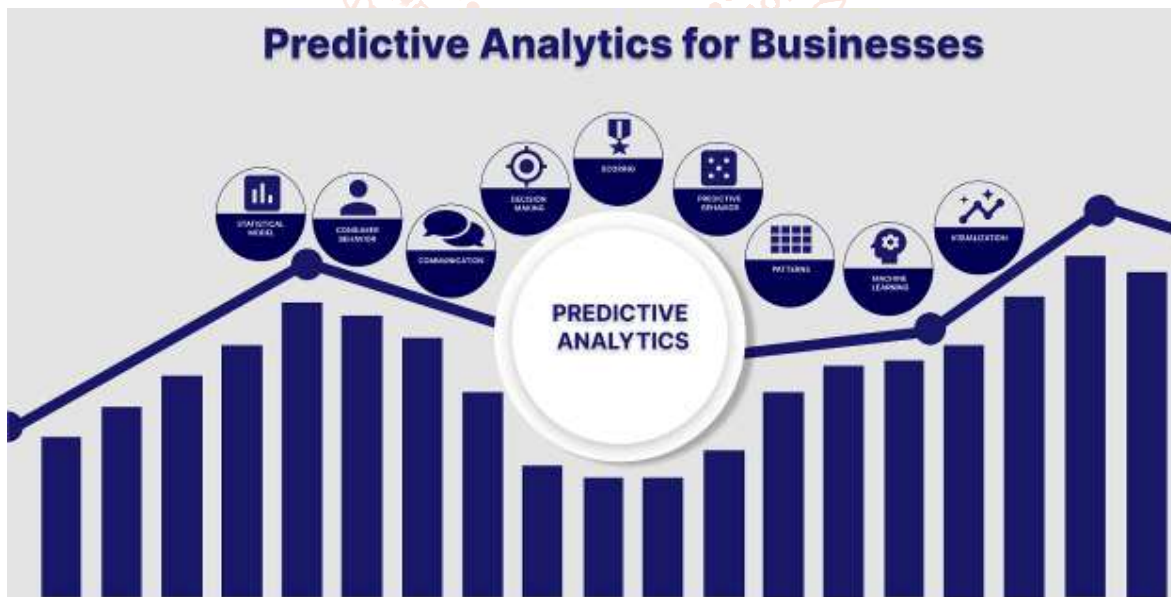 Predictive Analytics for Businesses
STATISTICAL
MODEL
CONSUMER
BEHAVIOR
COMMUNICATION
DECISION
MAKING
SCORING
PREDICTIVE
BEHAVIOR
PATTERNS
MACHINE
LEARNING
VISUALIZATION
PREDICTIVE
ANALYTICS